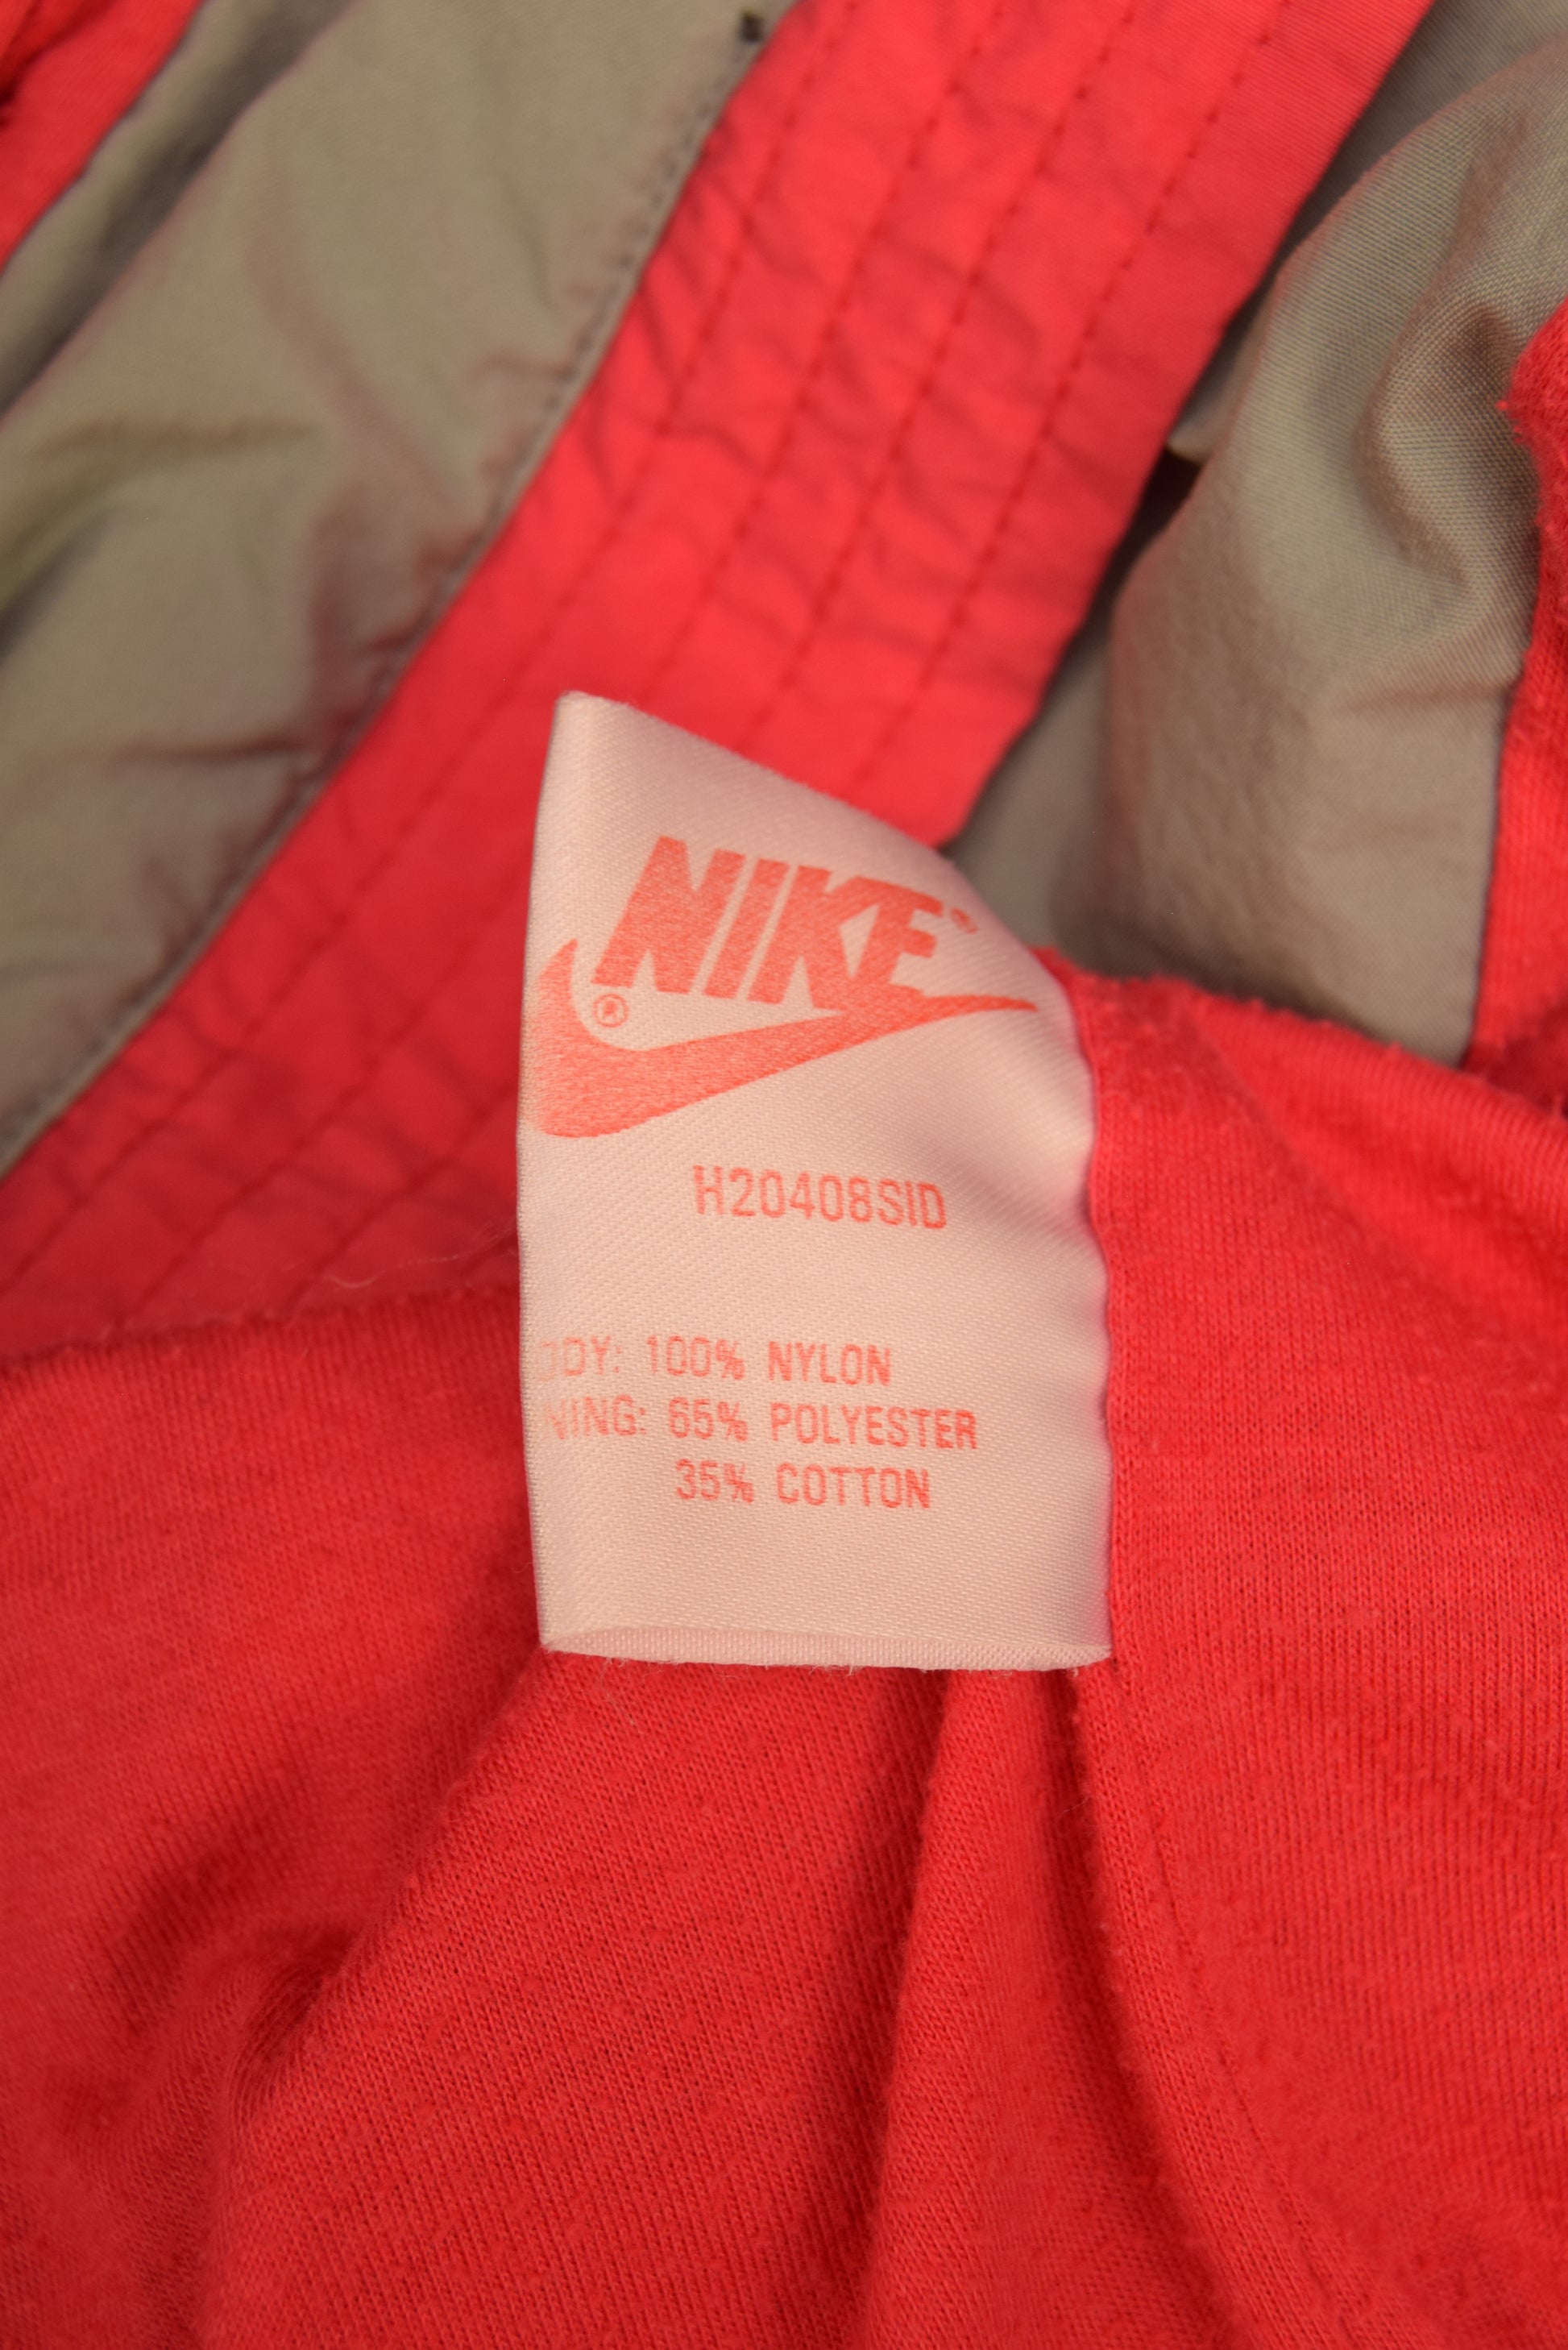 NIKE®
®
H20408SID
ODY: 100% NYLON
NING: 65% POLYESTER
35% COTTON